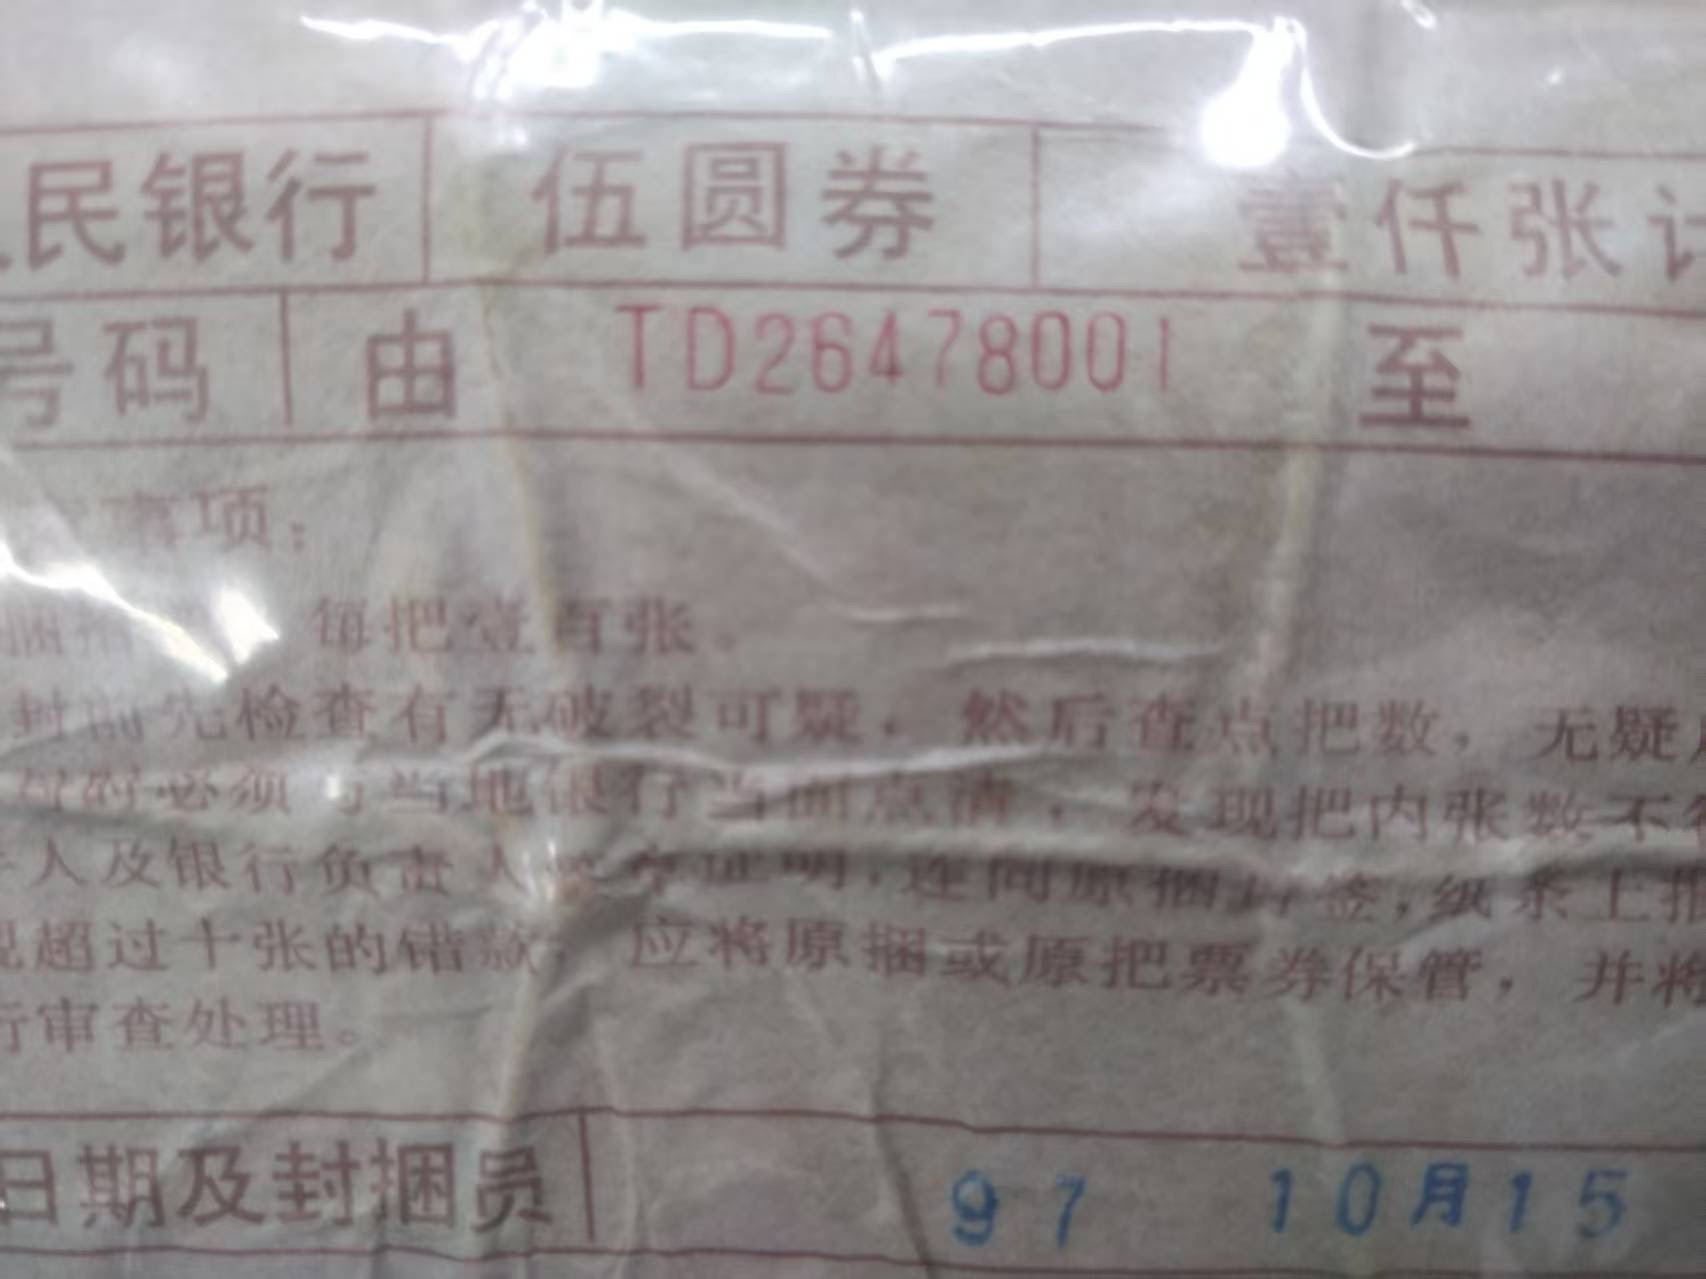 民银行 伍圆券 壹仟张
号码 由 TD26478001 至
事项：
每把壹百张。
封前先检查有无破裂可疑，然后查点把数，无疑
必须与当地银行当面点清，发现把内张数不
人及银行负责人 证明，连同原捆封签，纸条上
超过十张的错款，应将原捆或原把票券保管，并将
行审查处理。
日期及封捆员 97 10月15